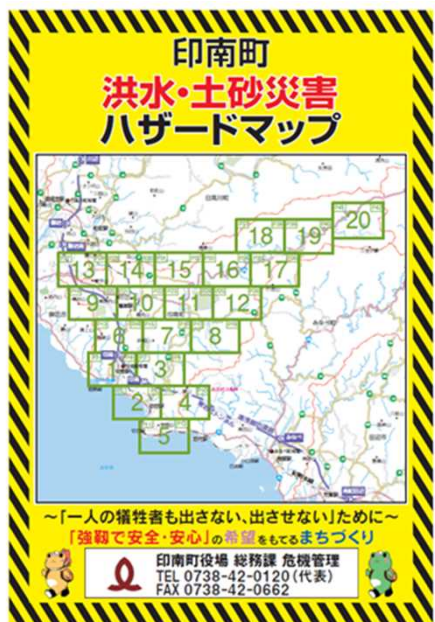 印南町
洪水・土砂災害
ハザードマップ
20
18
19
13
14
15
16
17
9
10
11
12
6
7
8
1
3
2
4
5
～「一人の犠牲者も出さない、出させない」ために～
「強靱で安全・安心」の希望をもてるまちづくり
印南町役場 総務課 危機管理
TEL 0738-42-0120(代表)
FAX 0738-42-0662